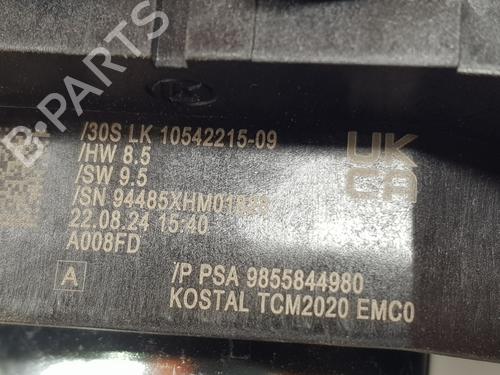 B-PARTS
/30S LK 10542215-09
/HW 8.5
/SW 9.5
/SN
22.08.24 15:40
A008FD
A
/P PSA 9855844980
KOSTAL TCM2020 EMC0
UK
CA